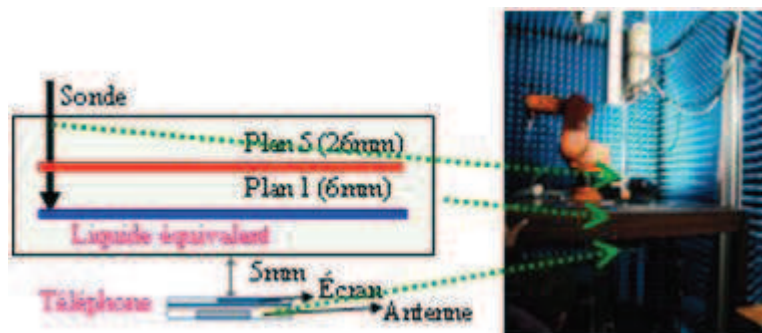 Sonde
Plan 5 (26mm)
Plan 1 (6mm)
Liquide équivalent
5mm
Écran
Téléphone
Antenne